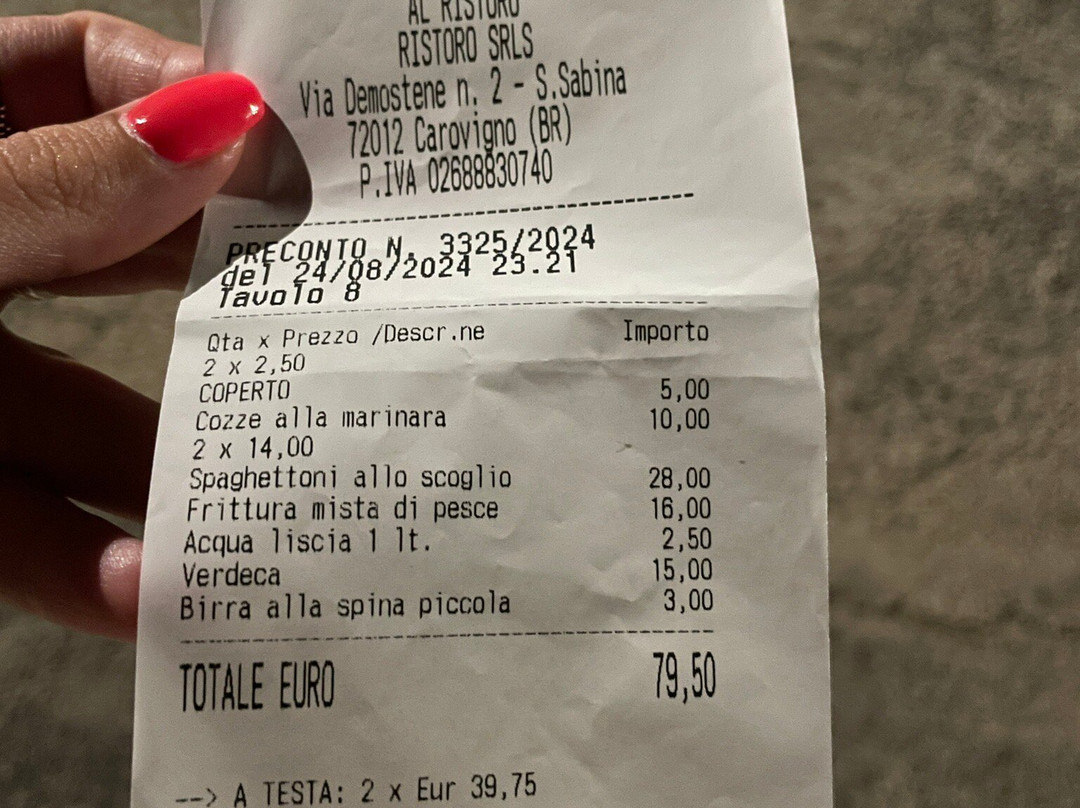 AL RISTORO
RISTORO SRLS
Via Demostene n. 2 - S.Sabina
72012 Carovigno (BR)
P.IVA 02688830740
PRECONTO N. 3325/2024
del 24/08/2024 23.21
Tavolo 8
Qta x Prezzo /Descr.ne Importo
2 x 2,50
COPERTO 5,00
Cozze alla marinara 10,00
2 x 14,00
Spaghettoni allo scoglio 28,00
Frittura mista di pesce 16,00
Acqua liscia 1 lt. 2,50
Verdeca 15,00
Birra alla spina piccola 3,00
TOTALE EURO 79,50
--> A TESTA: 2 x Eur 39,75